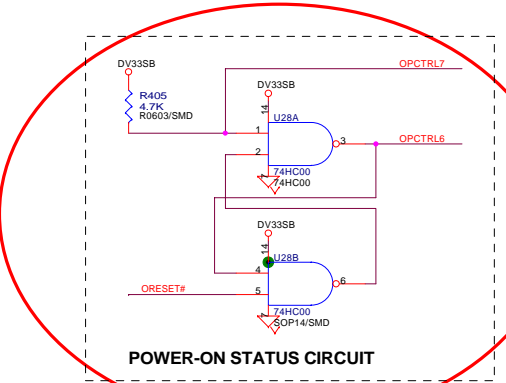 DV33SB
OPCTRL7
R405
4.7K
R0603/SMD
DV33SB
14
U28A
1
2
3
OPCTRL6
7
74HC00
74HC00
DV33SB
14
U28B
4
6
ORESET#
5
7
74HC00
SOP14/SMD
POWER-ON STATUS CIRCUIT